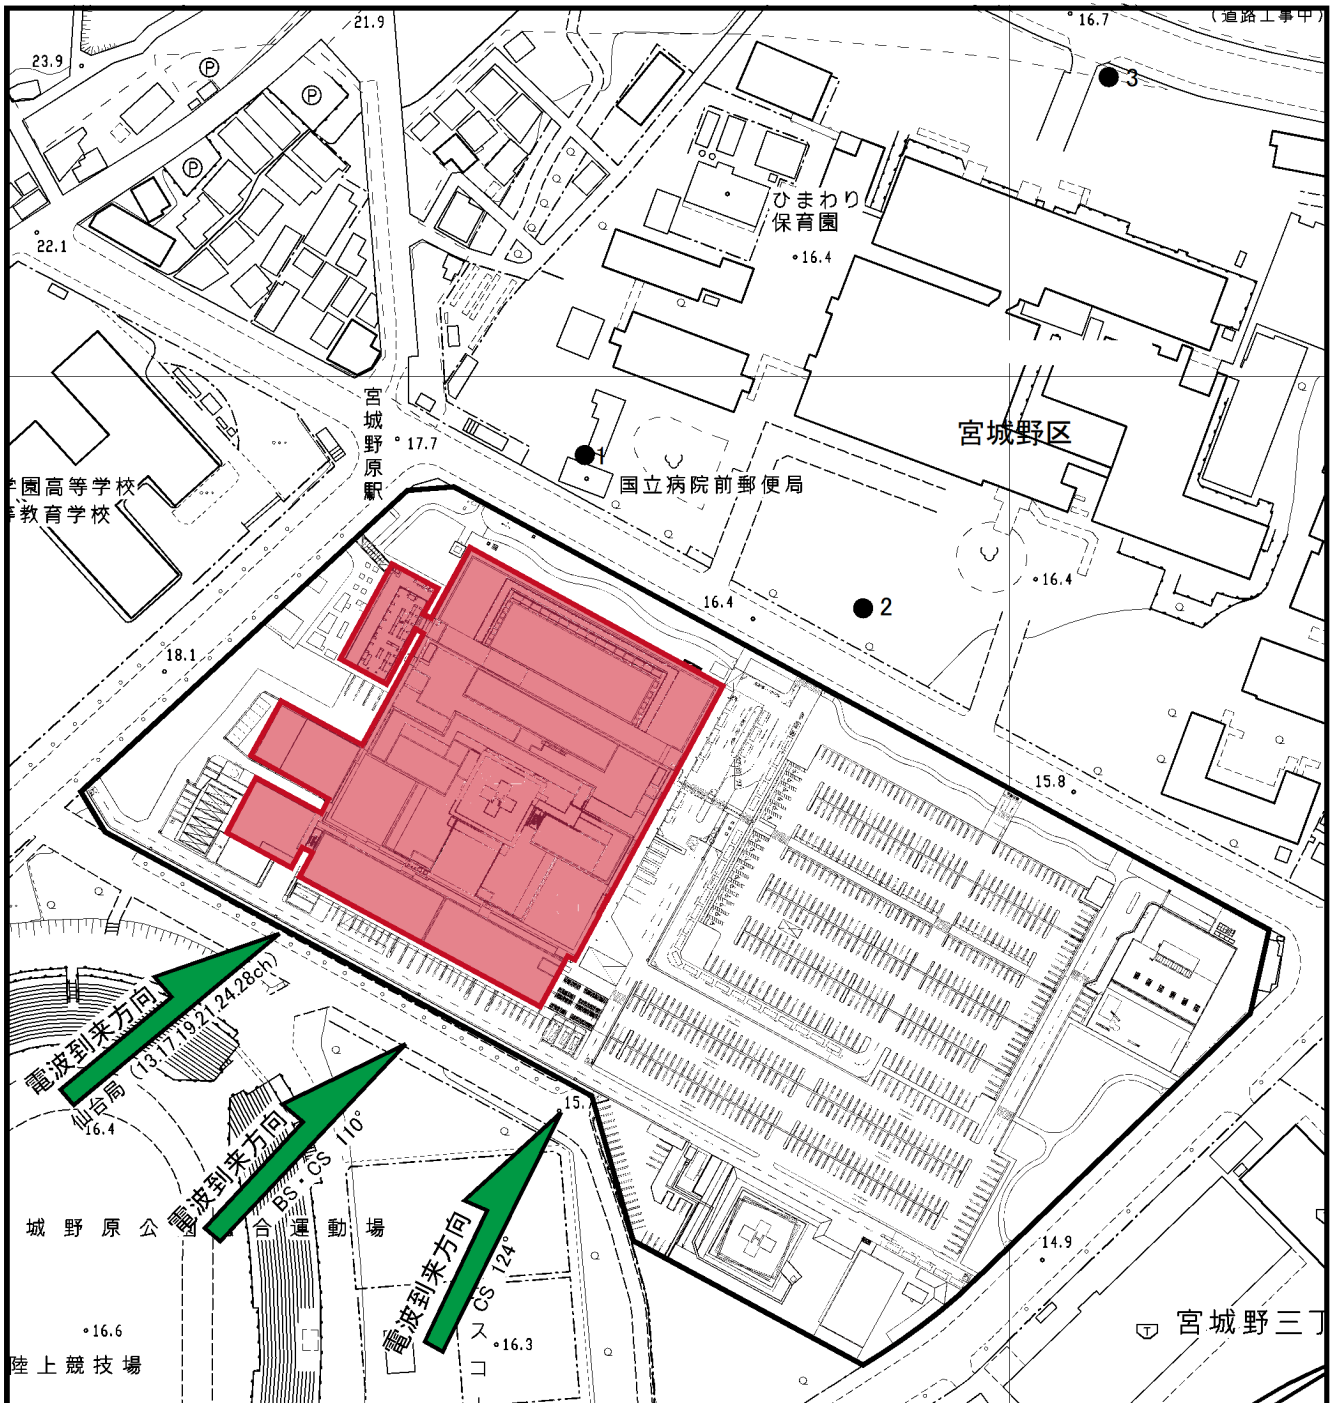 21.9
16.7
(道路工事中)
23.9
P
P
3
P
ひまわり
保育園
22.1
16.4
宮城野原駅
17.7
宮城野区
1
国立病院前郵便局
学園高等学校
等教育学校
16.4
2
16.4
18.1
15.8
電波到来方向
仙台局 (13,17,19,21,24,28ch)
16.4
電波到来方向
BS・CS 110°
15.
電波到来方向
CS 124°
城野原公
合運動場
14.9
16.6
16.3
スコ
T
宮城野三丁
陸上競技場